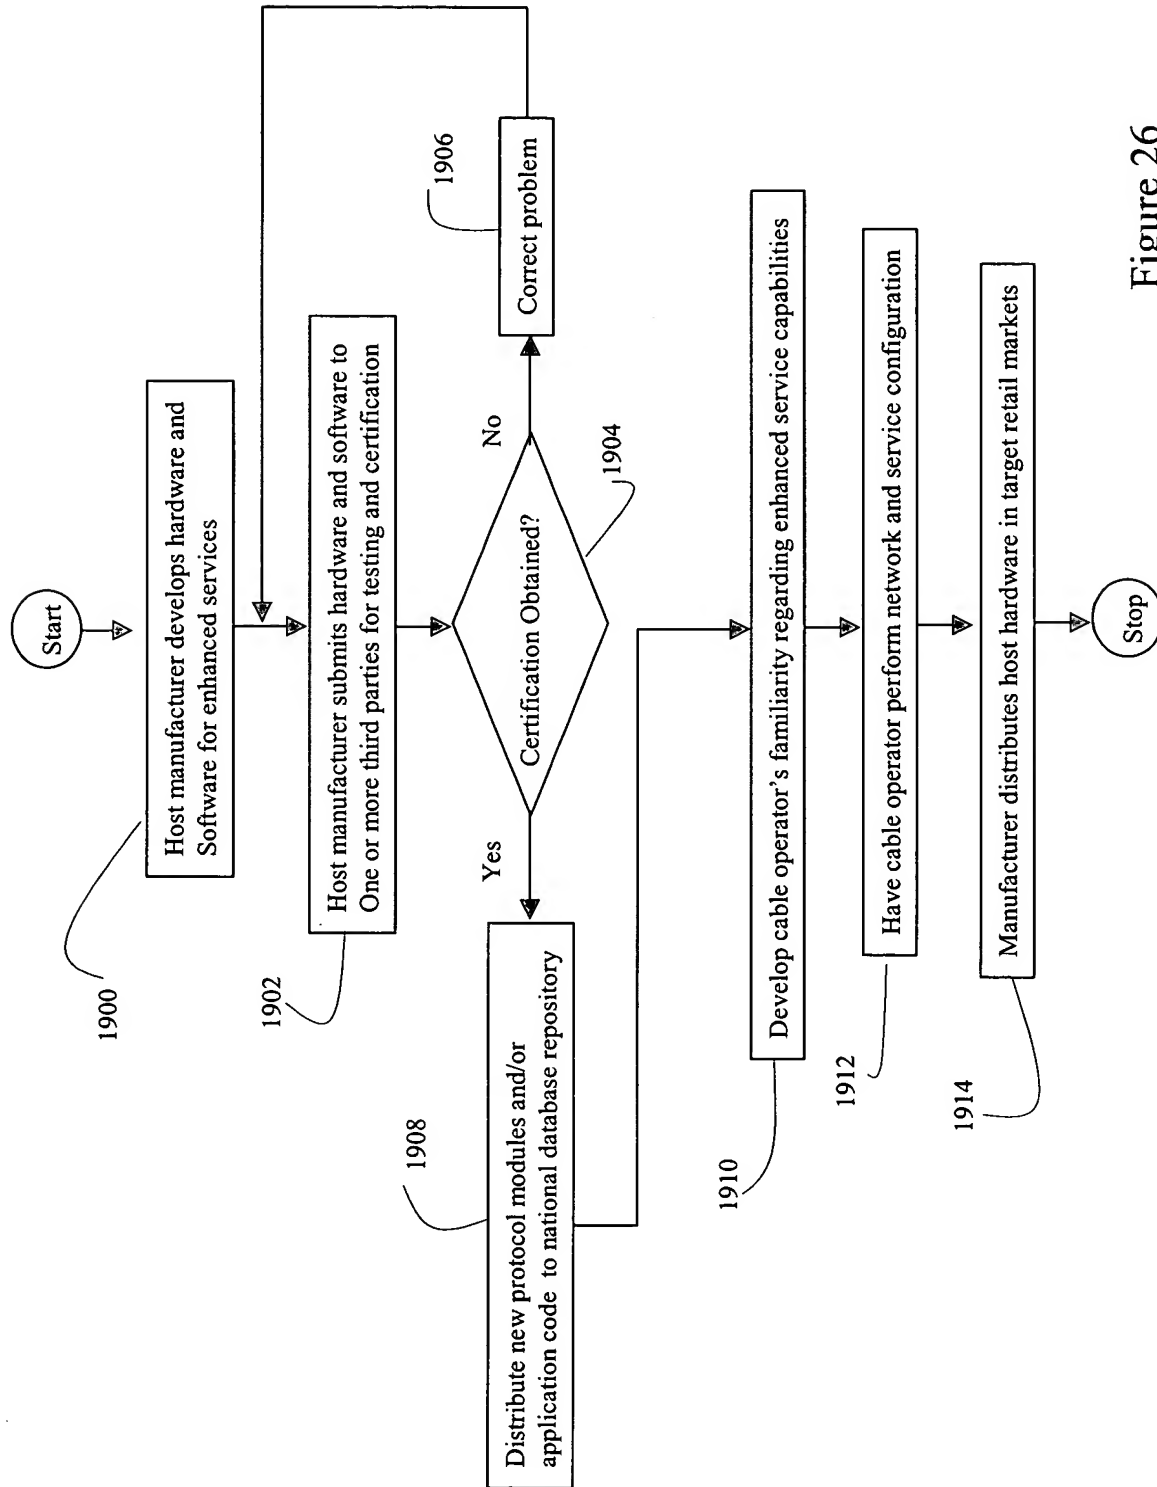 Start
Host manufacturer develops hardware and
Software for enhanced services
1900
Host manufacturer submits hardware and software to
One or more third parties for testing and certification
1902
Certification Obtained?
1904
No
Correct problem
1906
Yes
Distribute new protocol modules and/or
application code to national database repository
1908
Develop cable operator's familiarity regarding enhanced service capabilities
1910
Have cable operator perform network and service configuration
1912
Manufacturer distributes host hardware in target retail markets
1914
Stop
Figure 26